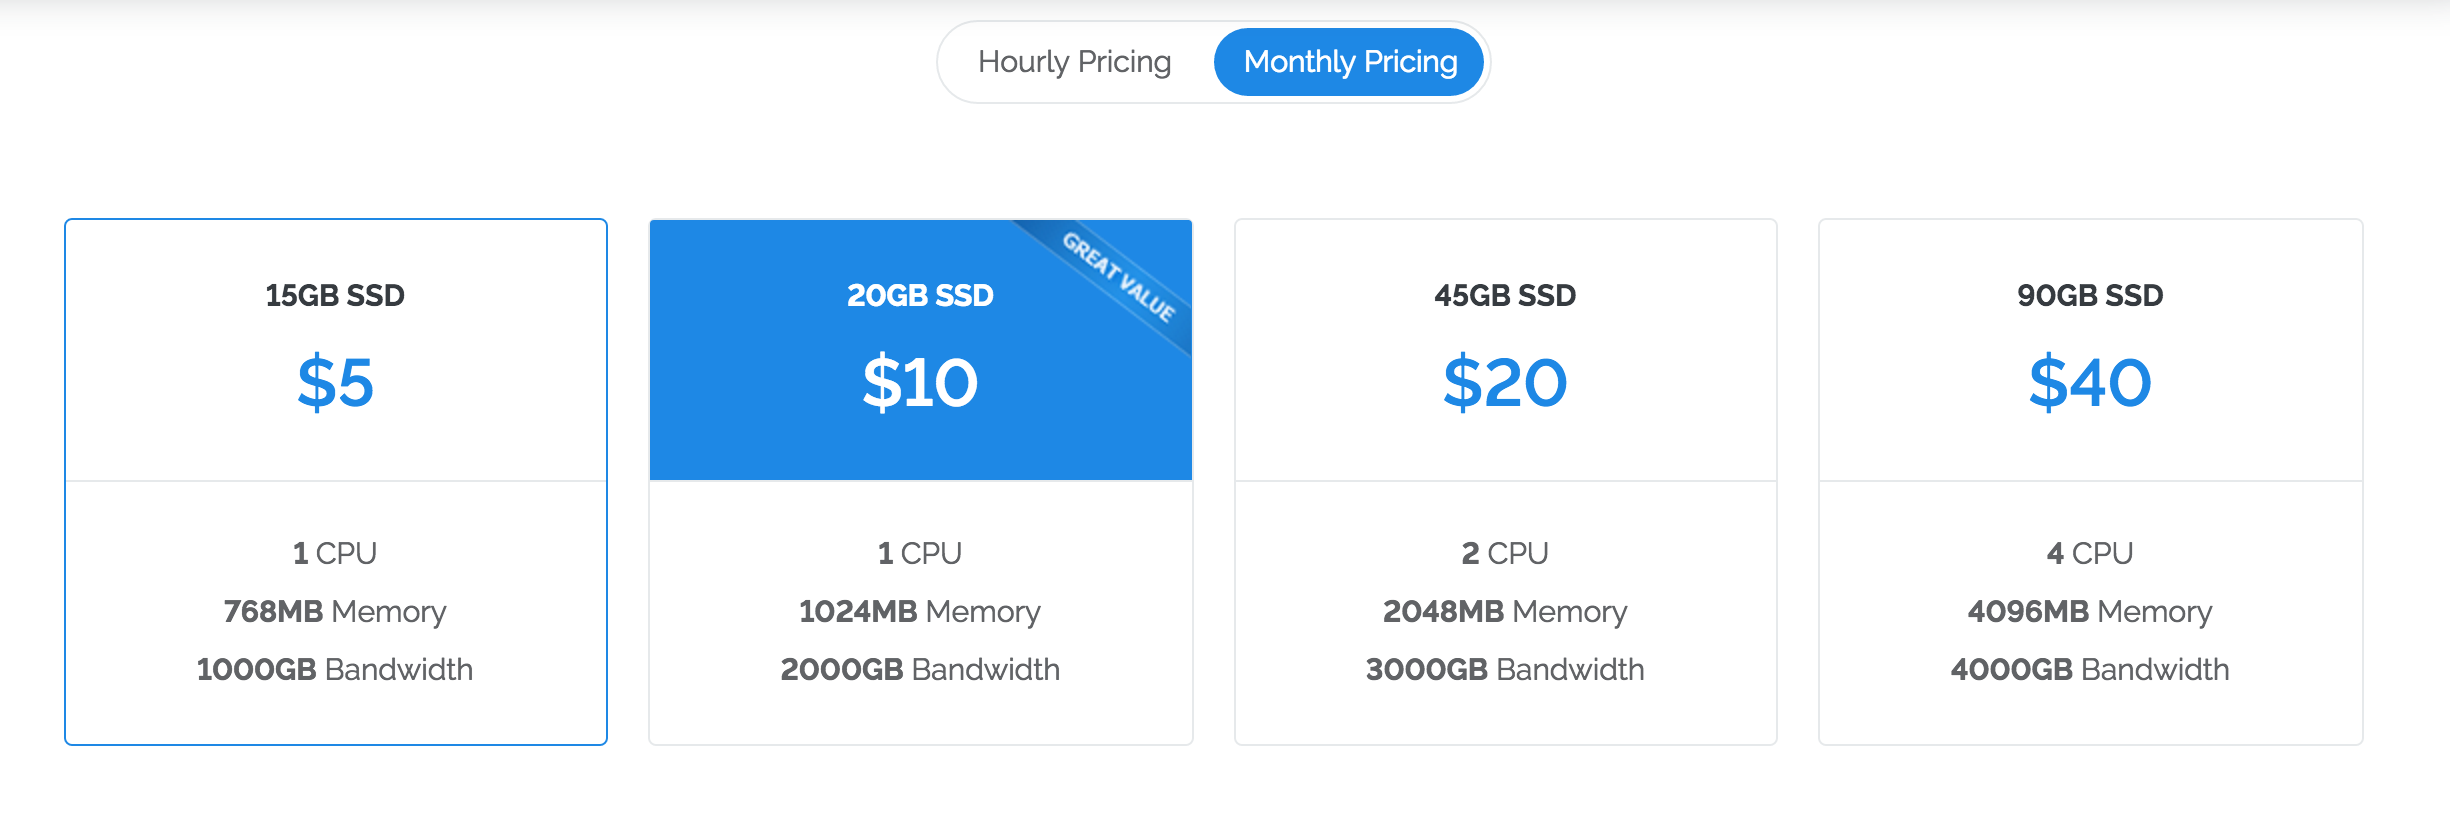 Hourly Pricing
Monthly Pricing
15GB SSD
$5
1 CPU
768MB Memory
1000GB Bandwidth
GREAT VALUE
20GB SSD
$10
1 CPU
1024MB Memory
2000GB Bandwidth
45GB SSD
$20
2 CPU
2048MB Memory
3000GB Bandwidth
90GB SSD
$40
4 CPU
4096MB Memory
4000GB Bandwidth